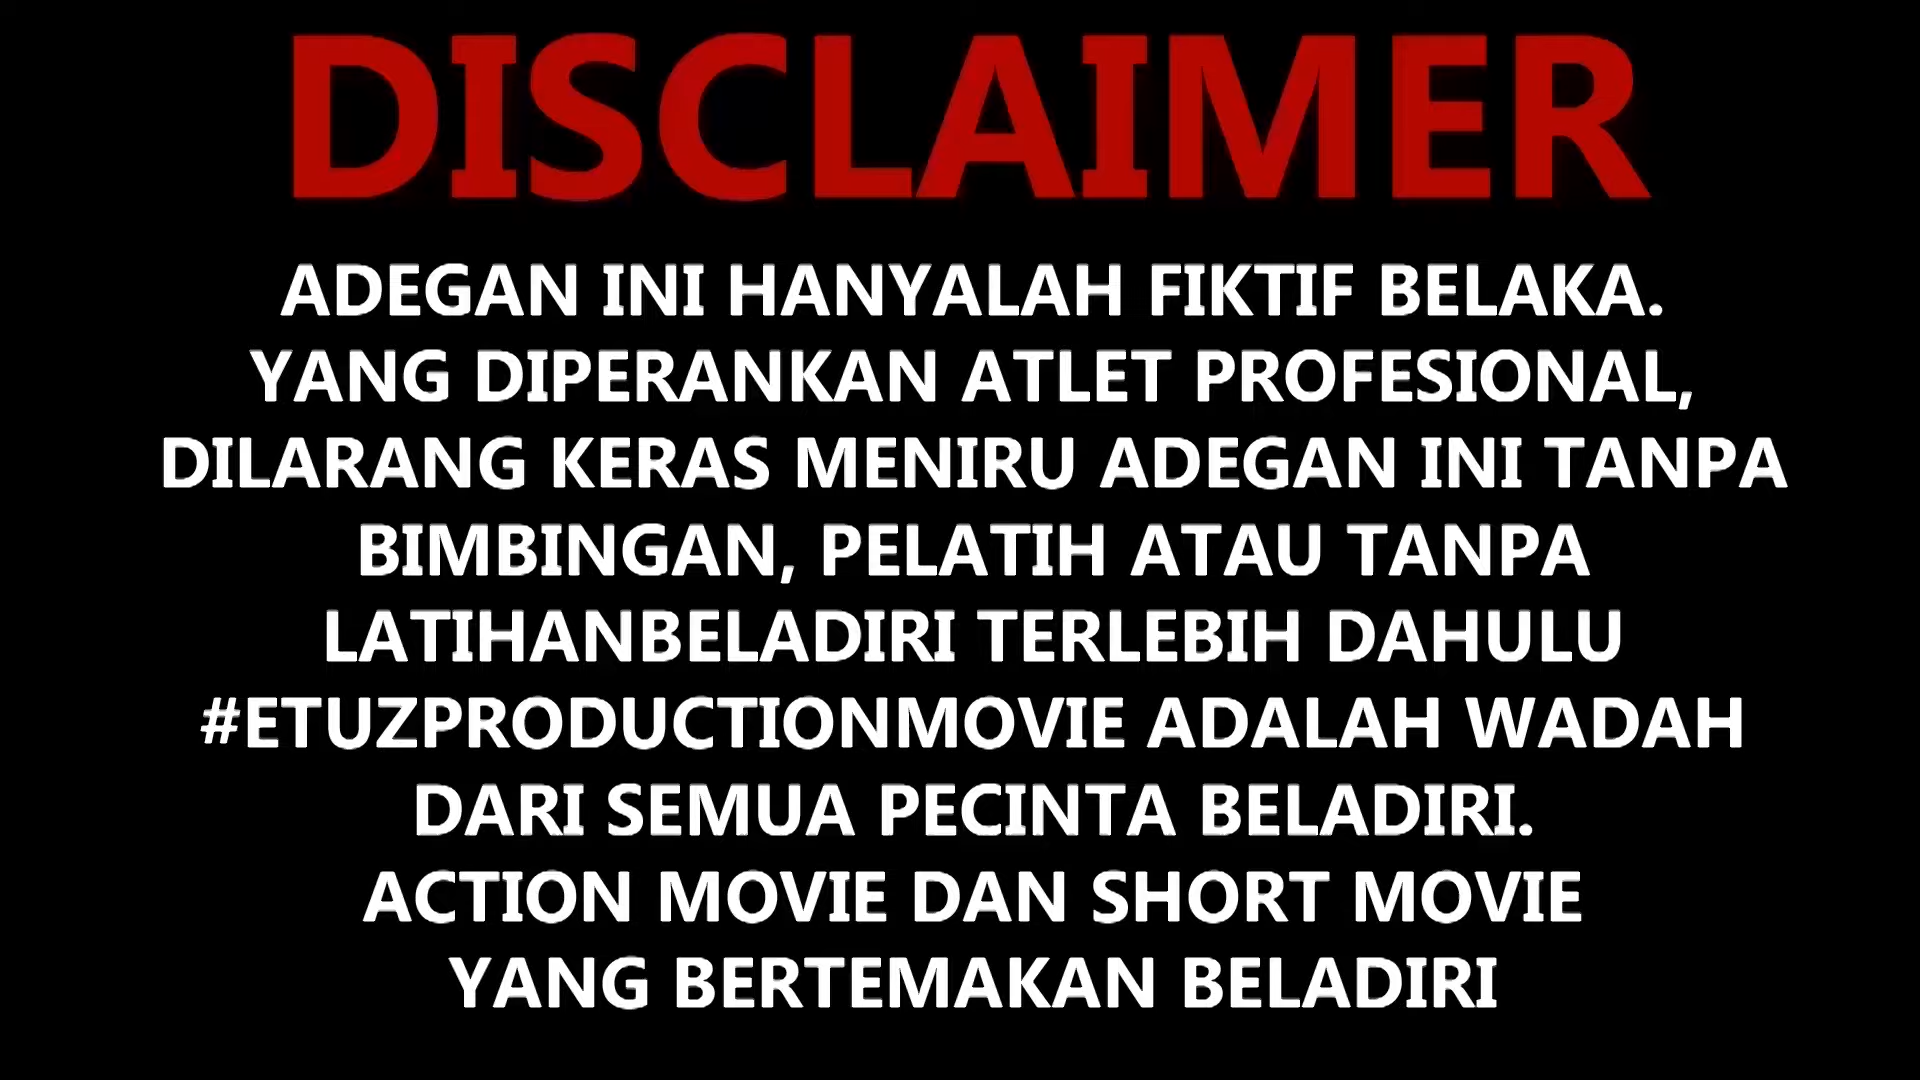 DISCLAIMER
ADEGAN INI HANYALAH FIKTIF BELAKA.
YANG DIPERANKAN ATLET PROFESIONAL,
DILARANG KERAS MENIRU ADEGAN INI TANPA
BIMBINGAN, PELATIH ATAU TANPA
LATIHANBELADIRI TERLEBIH DAHULU
#ETUZPRODUCTIONMOVIE ADALAH WADAH
DARI SEMUA PECINTA BELADIRI.
ACTION MOVIE DAN SHORT MOVIE
YANG BERTEMAKAN BELADIRI